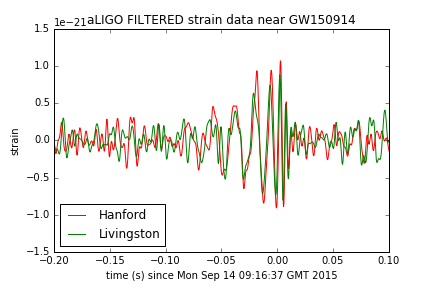 1e−21
aLIGO FILTERED strain data near GW150914
1.5
1.0
0.5
0.0
−0.5
−1.0
−1.5
strain
Hanford
Livingston
−0.20 −0.15 −0.10 −0.05 0.00 0.05 0.10
time (s) since Mon Sep 14 09:16:37 GMT 2015